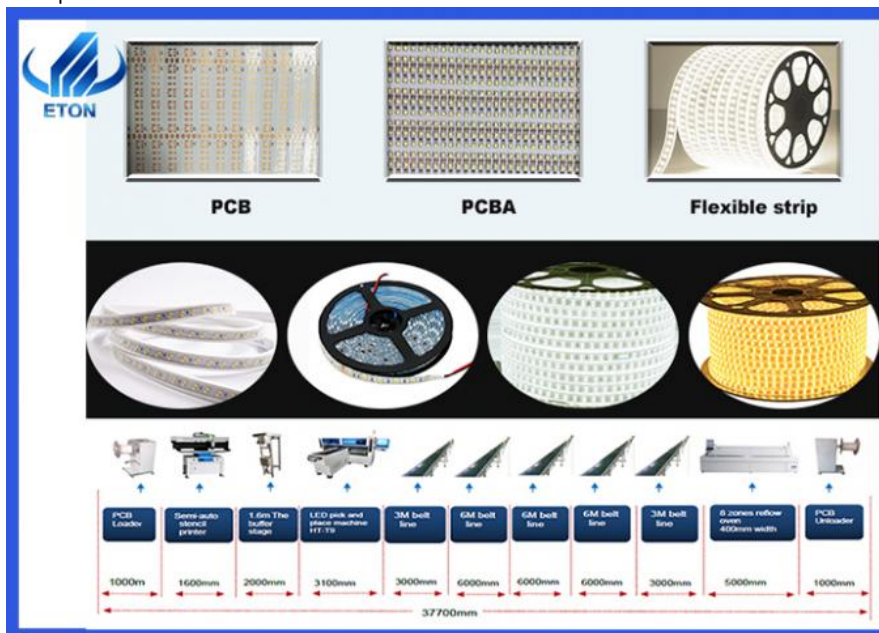 ETON
PCB
PCBA
Flexible strip
PCB
Loader
Semi-auto
stencil
printer
1.6m The
buffer
stage
LED pick and
place machine
HT-T9
3M belt
line
6M belt
line
6M belt
line
6M belt
line
3M belt
line
8 zones reflow
oven
400mm width
PCB
Unloader
1000m
1600mm
2000mm
3100mm
3000mm
6000mm
6000mm
6000mm
3000mm
5000mm
1000mm
37700mm